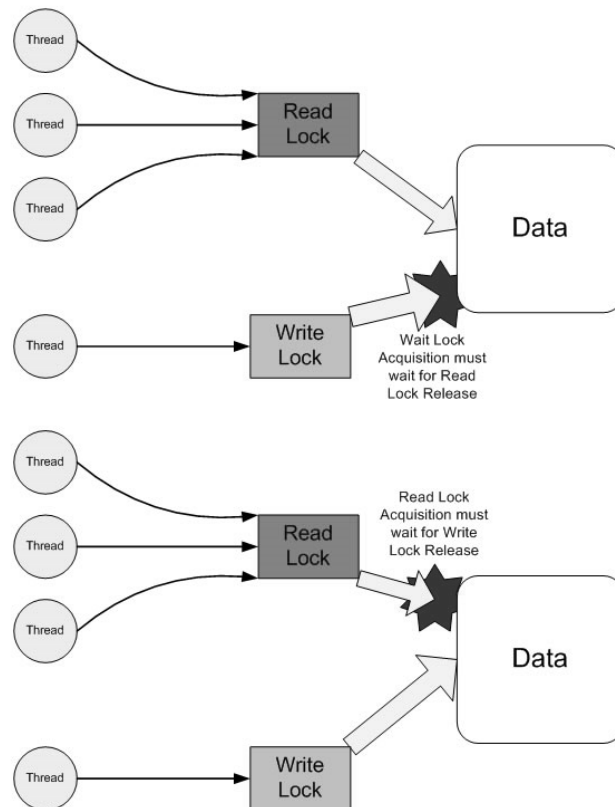 Thread
Thread
Read
Lock
Thread
Data
Thread
Write
Lock
Wait Lock
Acquisition must
wait for Read
Lock Release
Thread
Read Lock
Acquisition must
wait for Write
Lock Release
Thread
Read
Lock
Thread
Data
Thread
Write
Lock